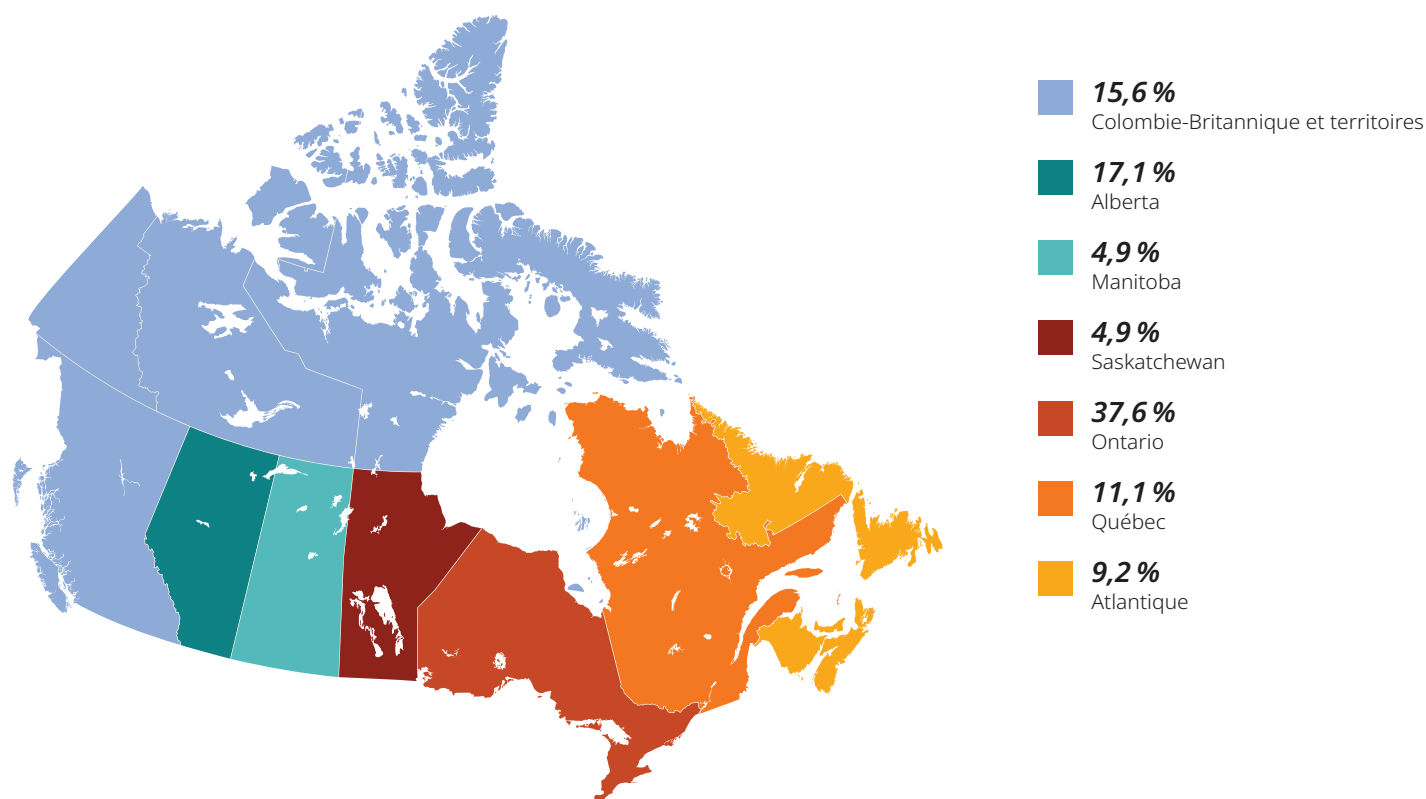 15,6 %
Colombie-Britannique et territoires
17,1 %
Alberta
4,9 %
Manitoba
4,9 %
Saskatchewan
37,6 %
Ontario
11,1 %
Québec
9,2 %
Atlantique